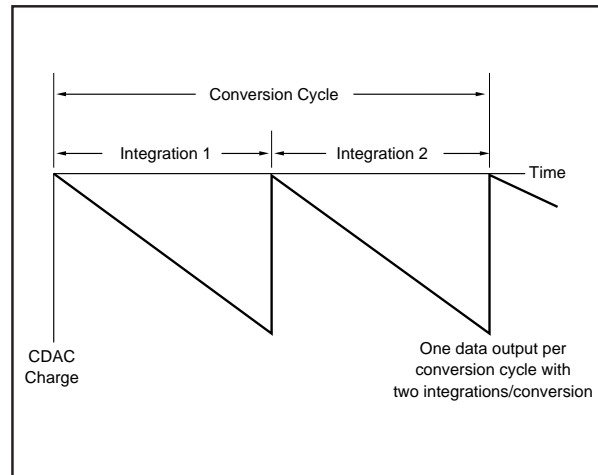 Conversion Cycle
Integration 1
Integration 2
Time
CDAC
Charge
One data output per
conversion cycle with
two integrations/conversion